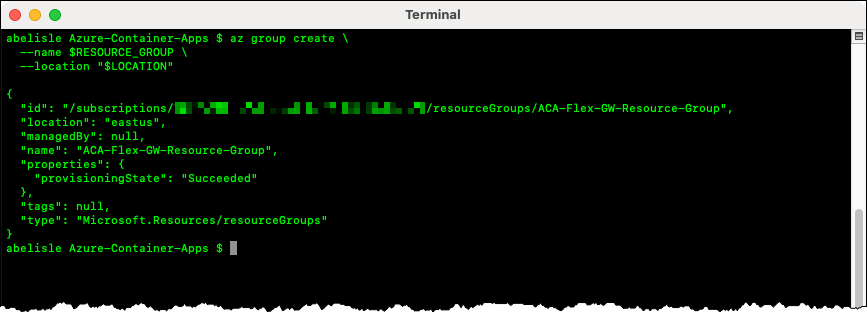 Terminal
abelisle Azure-Container-Apps $ az group create \
  --name $RESOURCE_GROUP \
  --location "$LOCATION"
{
  "id": "/subscriptions/ /resourceGroups/ACA-Flex-GW-Resource-Group",
  "location": "eastus",
  "managedBy": null,
  "name": "ACA-Flex-GW-Resource-Group",
  "properties": {
    "provisioningState": "Succeeded"
  },
  "tags": null,
  "type": "Microsoft.Resources/resourceGroups"
}
abelisle Azure-Container-Apps $